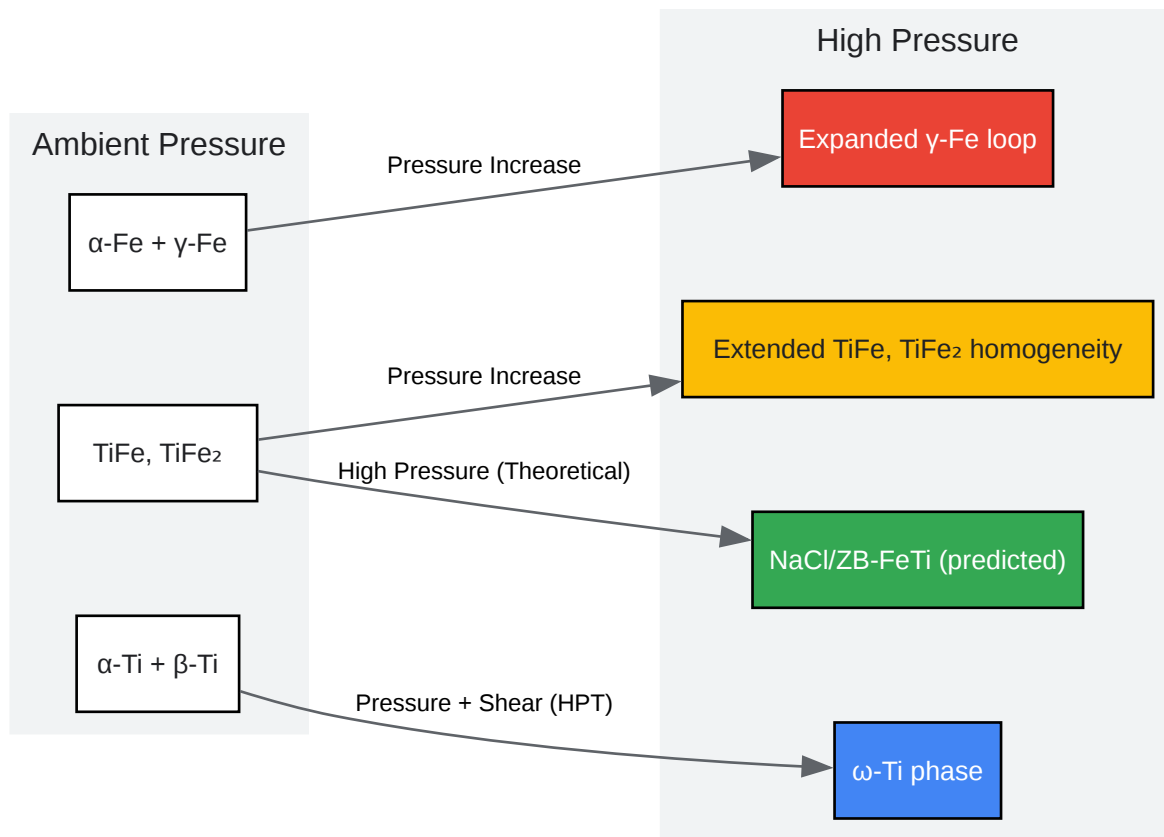 High Pressure
Ambient Pressure
Expanded γ-Fe loop
Pressure Increase
α-Fe + γ-Fe
Extended TiFe, TiFe₂ homogeneity
Pressure Increase
TiFe, TiFe₂
High Pressure (Theoretical)
NaCl/ZB-FeTi (predicted)
α-Ti + β-Ti
Pressure + Shear (HPT)
ω-Ti phase